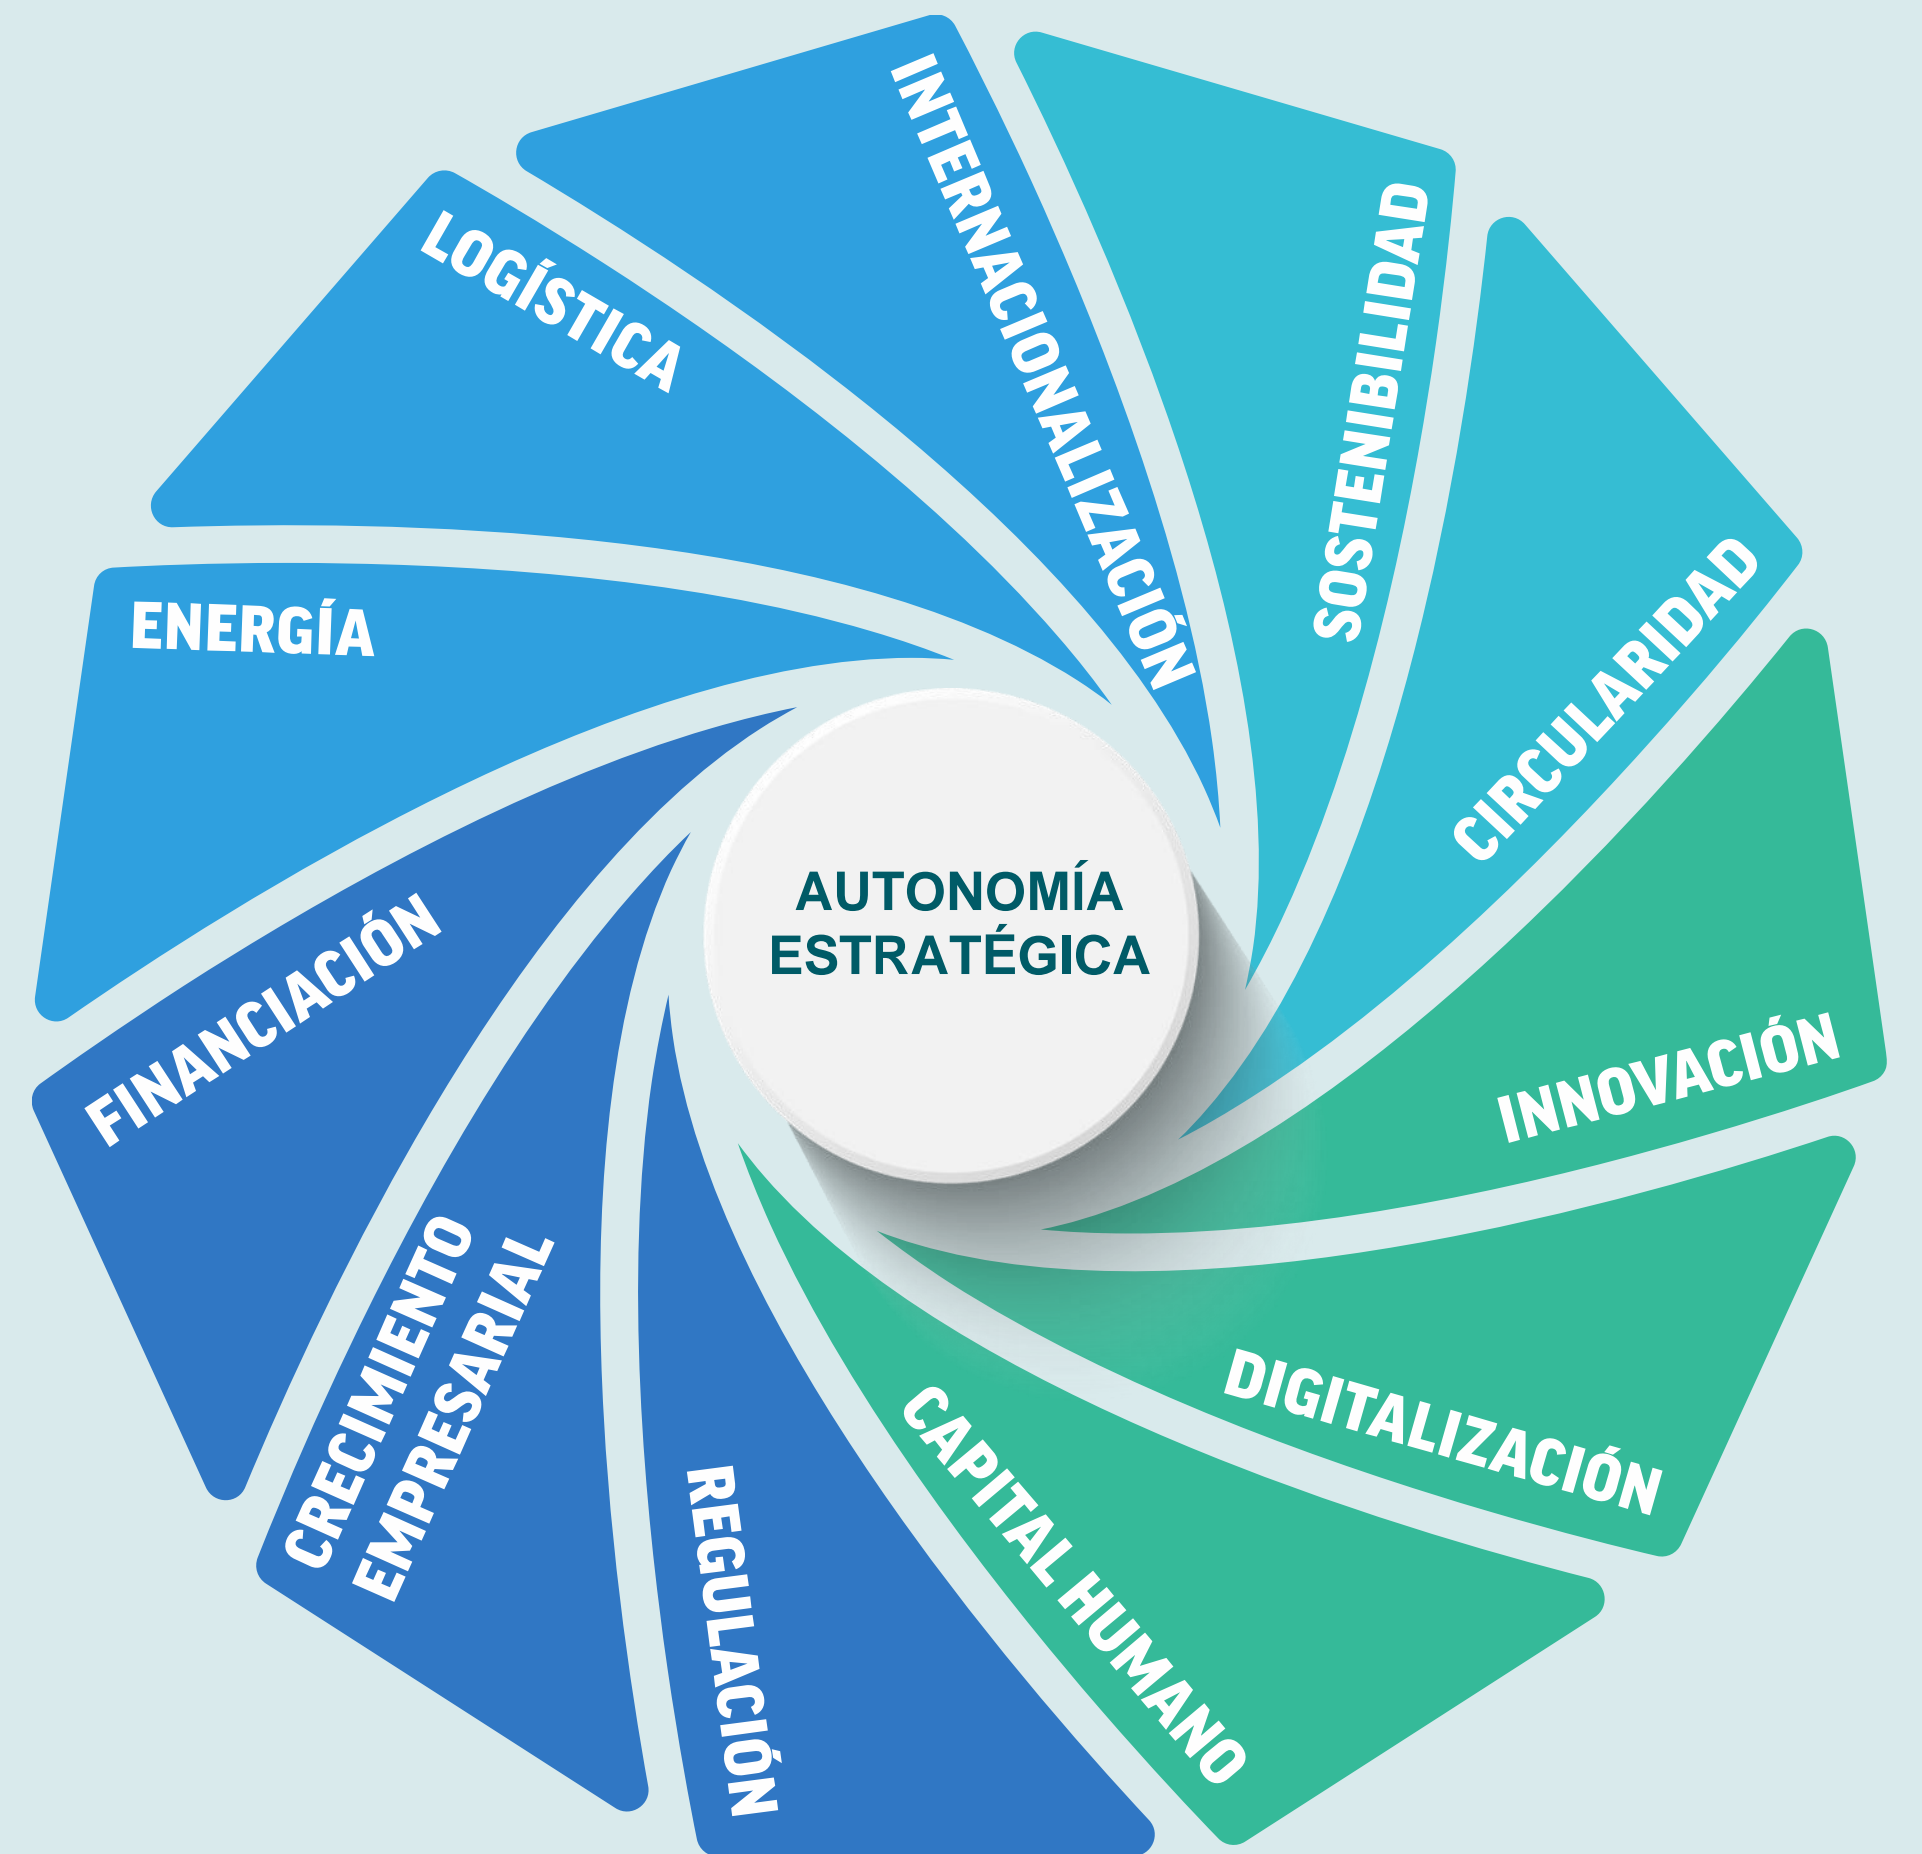 AUTONOMÍA
ESTRATÉGICA
INTERNACIONALIZACIÓN
SOSTENIBILIDAD
CIRCULARIDAD
INNOVACIÓN
DIGITALIZACIÓN
CAPITAL HUMANO
REGULACIÓN
CRECIMIENTO
EMPRESARIAL
FINANCIACIÓN
ENERGÍA
LOGÍSTICA